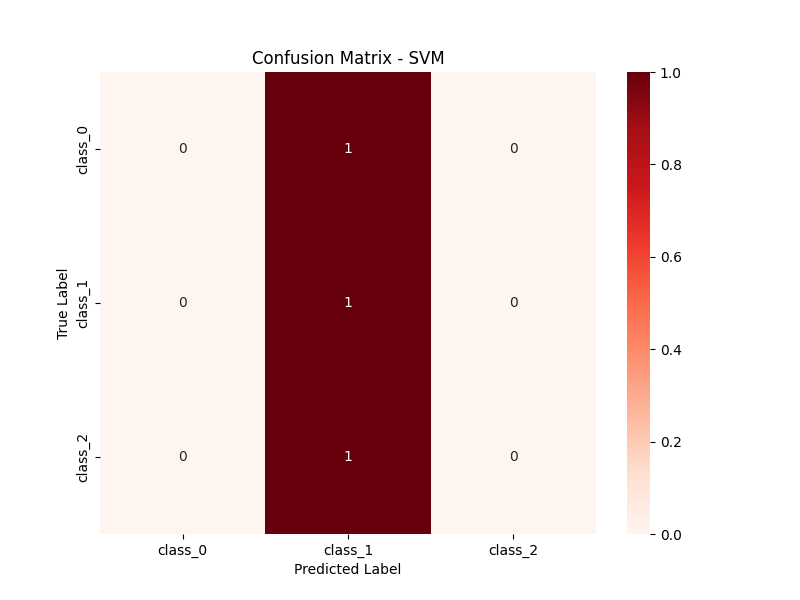 Confusion Matrix - SVM
True Label
class_0
0 1 0
class_1
0 1 0
class_2
0 1 0
class_0 class_1 class_2
Predicted Label
1.0
0.8
0.6
0.4
0.2
0.0